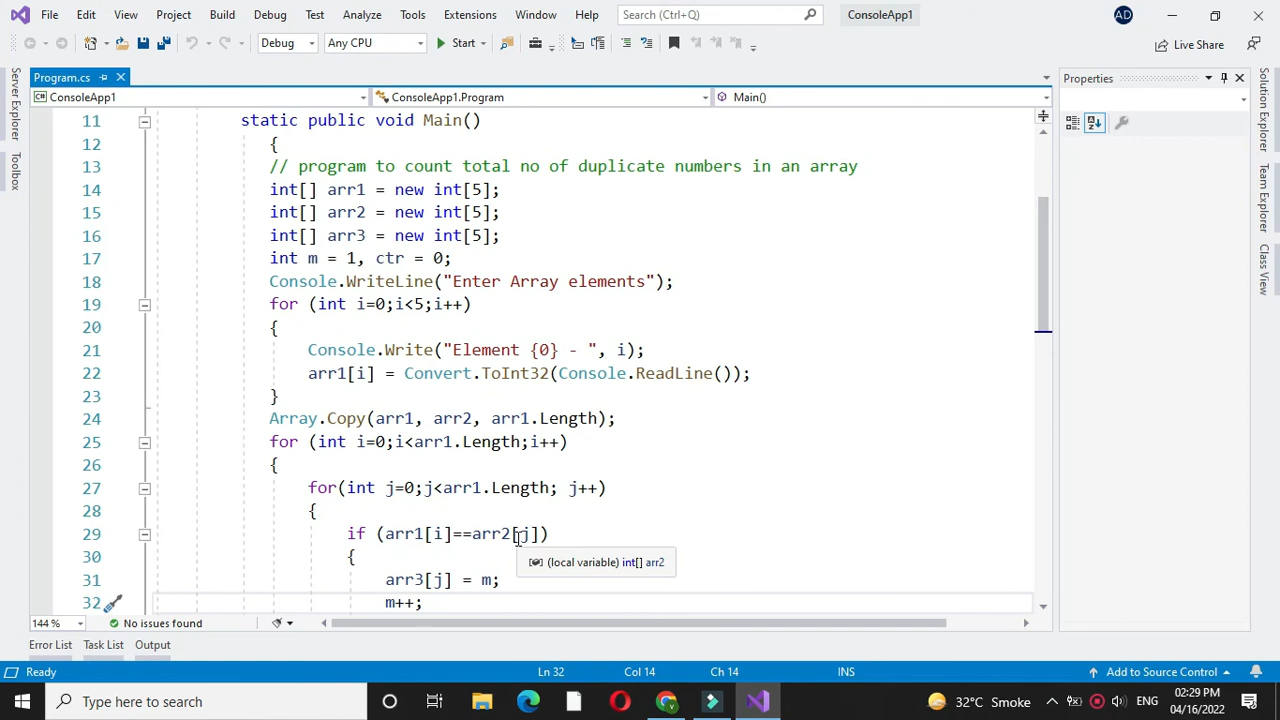 File Edit View Project Build Debug Test Analyze Tools Extensions Window Help Search (Ctrl+Q) ConsoleApp1 AD
Debug Any CPU Start Live Share
Server Explorer
Toolbox
Program.cs
ConsoleApp1 ConsoleApp1.Program Main()
11 static public void Main()
12 {
13 // program to count total no of duplicate numbers in an array
14 int[] arr1 = new int[5];
15 int[] arr2 = new int[5];
16 int[] arr3 = new int[5];
17 int m = 1, ctr = 0;
18 Console.WriteLine("Enter Array elements");
19 for (int i=0;i<5;i++)
20 {
21 Console.Write("Element {0} - ", i);
22 arr1[i] = Convert.ToInt32(Console.ReadLine());
23 }
24 Array.Copy(arr1, arr2, arr1.Length);
25 for (int i=0;i<arr1.Length;i++)
26 {
27 for(int j=0;j<arr1.Length; j++)
28 {
29 if (arr1[i]==arr2[j])
30 {
(local variable) int[] arr2
31 arr3[j] = m;
32 m++;
144 % No issues found
Properties
Solution Explorer
Team Explorer
Class View
Error List Task List Output
Ready Ln 32 Col 14 Ch 14 INS Add to Source Control
Type here to search
32°C Smoke ENG 02:29 PM
04/16/2022